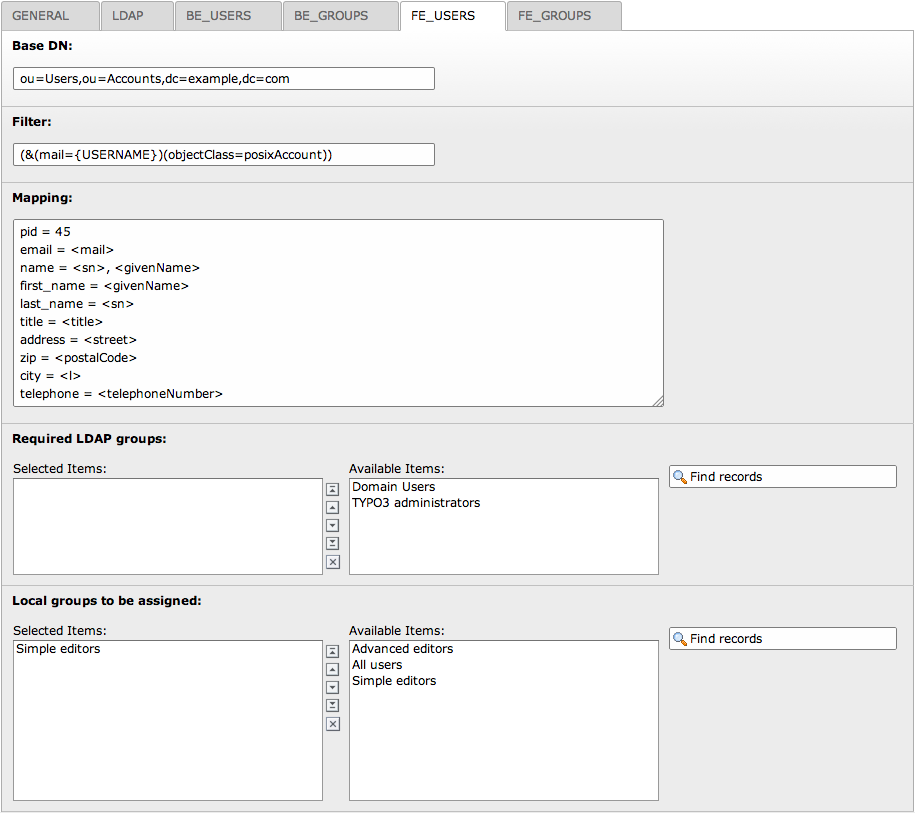 GENERAL LDAP BE_USERS BE_GROUPS FE_USERS FE_GROUPS
Base DN:
ou=Users,ou=Accounts,dc=example,dc=com
Filter:
(&(mail={USERNAME})(objectClass=posixAccount))
Mapping:
pid = 45
email = <mail>
name = <sn>, <givenName>
first_name = <givenName>
last_name = <sn>
title = <title>
address = <street>
zip = <postalCode>
city = <l>
telephone = <telephoneNumber>
Required LDAP groups:
Selected Items:
Available Items:
Domain Users
TYPO3 administrators
Find records
Local groups to be assigned:
Selected Items:
Simple editors
Available Items:
Advanced editors
All users
Simple editors
Find records